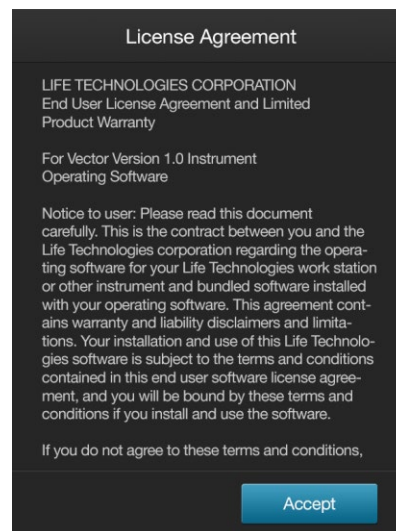 License Agreement
LIFE TECHNOLOGIES CORPORATION
End User License Agreement and Limited
Product Warranty
For Vector Version 1.0 Instrument
Operating Software
Notice to user: Please read this document
carefully. This is the contract between you and the
Life Technologies corporation regarding the opera-
ting software for your Life Technologies work station
or other instrument and bundled software installed
with your operating software. This agreement cont-
ains warranty and liability disclaimers and limita-
tions. Your installation and use of this Life Technolo-
gies software is subject to the terms and conditions
contained in this end user software license agree-
ment, and you will be bound by these terms and
conditions if you install and use the software.
If you do not agree to these terms and conditions,
Accept